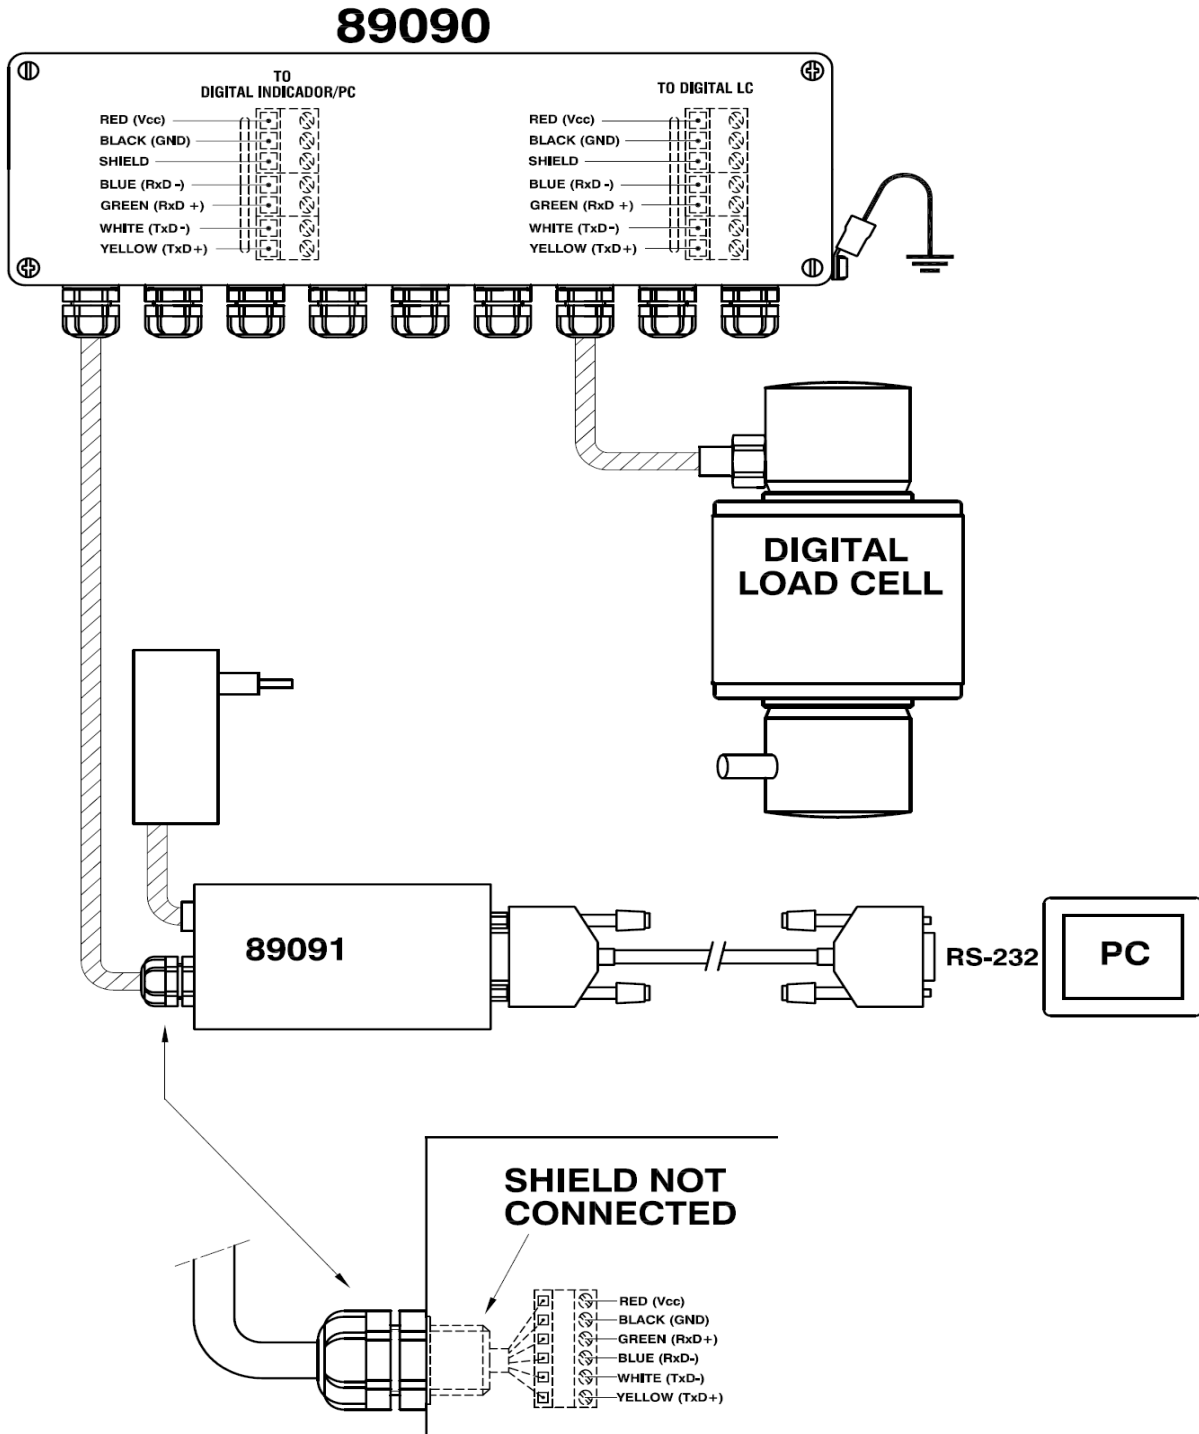 89090
TO
DIGITAL INDICADOR/PC
RED (Vcc)
BLACK (GND)
SHIELD
BLUE (RxD -)
GREEN (RxD +)
WHITE (TxD -)
YELLOW (TxD+)
TO DIGITAL LC
RED (Vcc)
BLACK (GND)
SHIELD
BLUE (RxD -)
GREEN (RxD +)
WHITE (TxD-)
YELLOW (TxD+)
DIGITAL
LOAD CELL
89091
RS-232
PC
SHIELD NOT
CONNECTED
RED (Vcc)
BLACK (GND)
GREEN (RxD+)
BLUE (RxD-)
WHITE (TxD-)
YELLOW (TxD+)